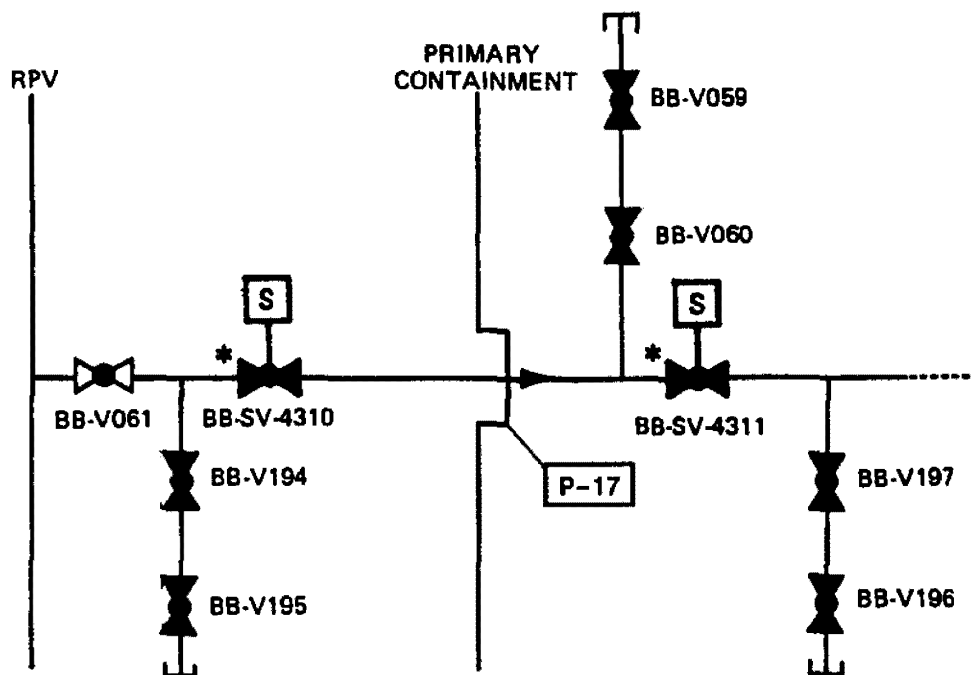 RPV
PRIMARY
CONTAINMENT
BB-V059
BB-V060
S
S
*
*
BB-V061
BB-SV-4310
BB-SV-4311
BB-V194
P-17
BB-V197
BB-V195
BB-V196